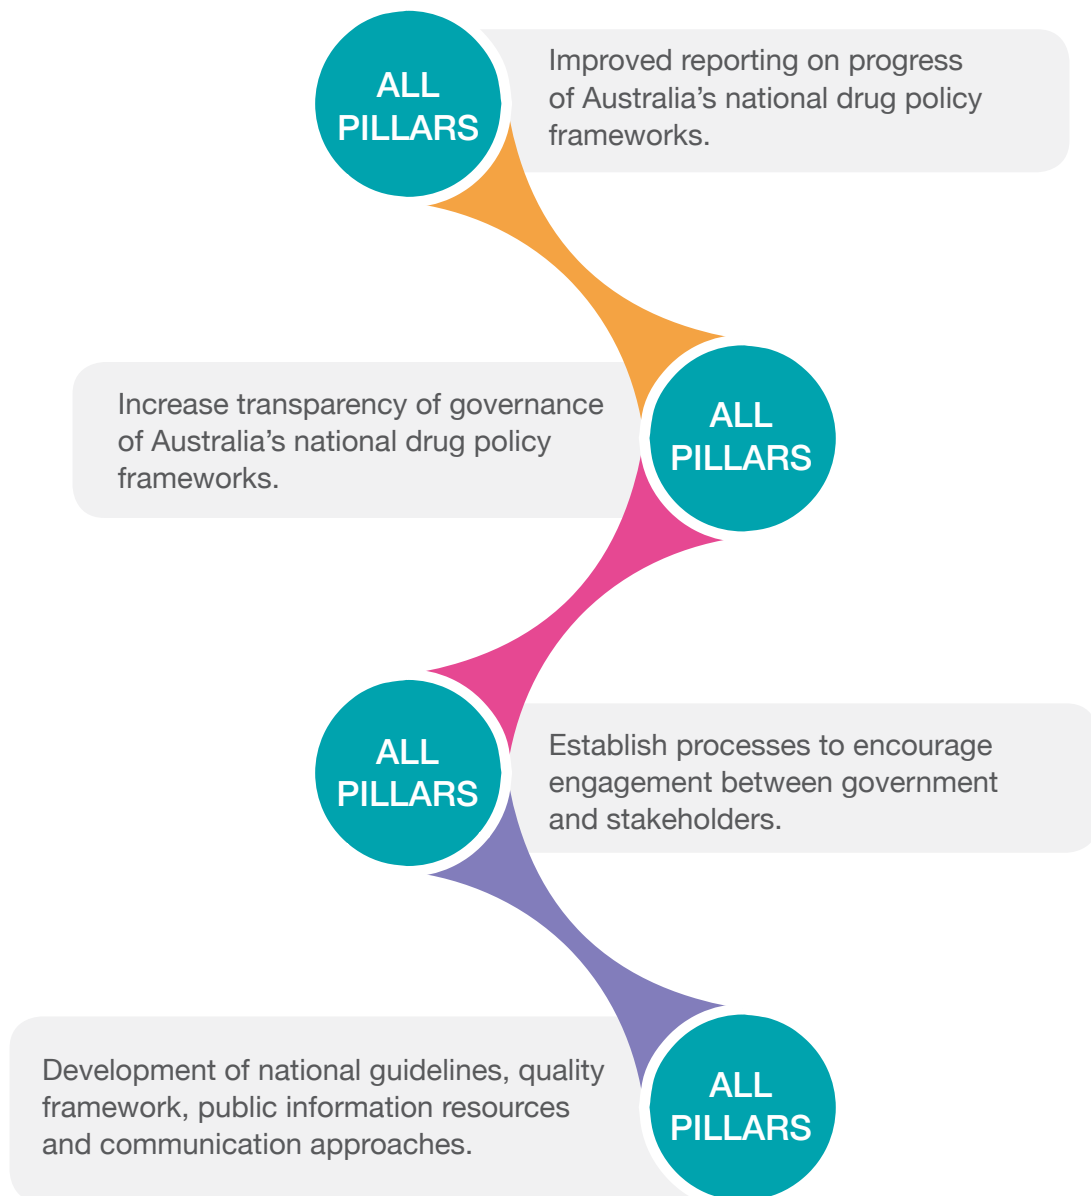 ALL
PILLARS
Improved reporting on progress
of Australia’s national drug policy
frameworks.
Increase transparency of governance
of Australia’s national drug policy
frameworks.
ALL
PILLARS
ALL
PILLARS
Establish processes to encourage
engagement between government
and stakeholders.
Development of national guidelines, quality
framework, public information resources
and communication approaches.
ALL
PILLARS